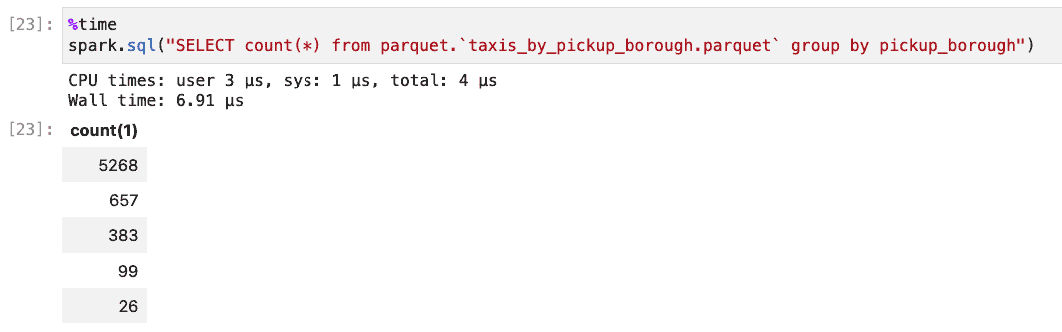 [23]: %time
spark.sql("SELECT count(*) from parquet.`taxis_by_pickup_borough.parquet` group by pickup_borough")
CPU times: user 3 µs, sys: 1 µs, total: 4 µs
Wall time: 6.91 µs
[23]: count(1)
5268
657
383
99
26